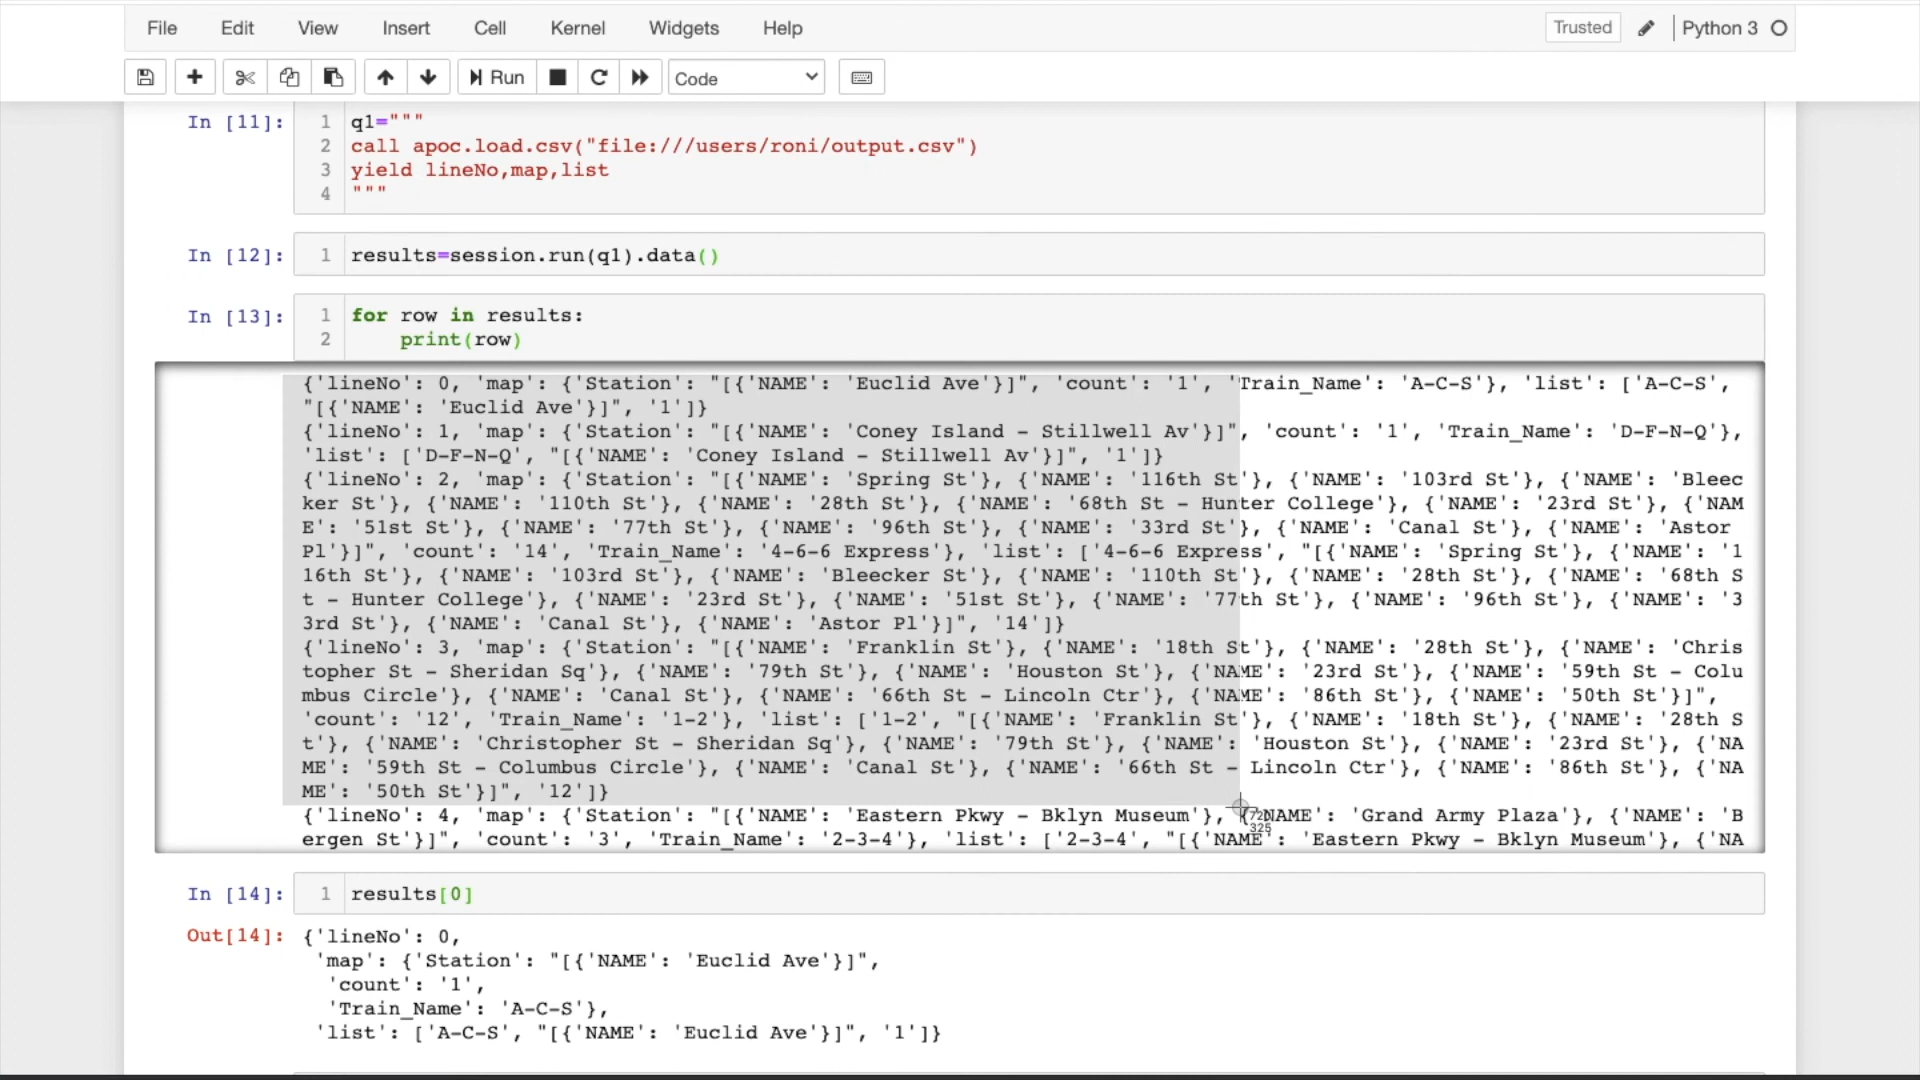 File Edit View Insert Cell Kernel Widgets Help Trusted Python 3
Run Code
In [11]: 1 q1="""
2 call apoc.load.csv("file:///users/roni/output.csv")
3 yield lineNo,map,list
4 """
In [12]: 1 results=session.run(q1).data()
In [13]: 1 for row in results:
2 print(row)
{'lineNo': 0, 'map': {'Station': "[{'NAME': 'Euclid Ave'}]", 'count': '1', 'Train_Name': 'A-C-S'}, 'list': ['A-C-S',
"[{'NAME': 'Euclid Ave'}]", '1']}
{'lineNo': 1, 'map': {'Station': "[{'NAME': 'Coney Island - Stillwell Av'}]", 'count': '1', 'Train_Name': 'D-F-N-Q'},
'list': ['D-F-N-Q', "[{'NAME': 'Coney Island - Stillwell Av'}]", '1']}
{'lineNo': 2, 'map': {'Station': "[{'NAME': 'Spring St'}, {'NAME': '116th St'}, {'NAME': '103rd St'}, {'NAME': 'Bleec
ker St'}, {'NAME': '110th St'}, {'NAME': '28th St'}, {'NAME': '68th St - Hunter College'}, {'NAME': '23rd St'}, {'NAM
E': '51st St'}, {'NAME': '77th St'}, {'NAME': '96th St'}, {'NAME': '33rd St'}, {'NAME': 'Canal St'}, {'NAME': 'Astor
Pl'}]", 'count': '14', 'Train_Name': '4-6-6 Express'}, 'list': ['4-6-6 Express', "[{'NAME': 'Spring St'}, {'NAME': '1
16th St'}, {'NAME': '103rd St'}, {'NAME': 'Bleecker St'}, {'NAME': '110th St'}, {'NAME': '28th St'}, {'NAME': '68th S
t - Hunter College'}, {'NAME': '23rd St'}, {'NAME': '51st St'}, {'NAME': '77th St'}, {'NAME': '96th St'}, {'NAME': '3
3rd St'}, {'NAME': 'Canal St'}, {'NAME': 'Astor Pl'}]", '14']}
{'lineNo': 3, 'map': {'Station': "[{'NAME': 'Franklin St'}, {'NAME': '18th St'}, {'NAME': '28th St'}, {'NAME': 'Chris
topher St - Sheridan Sq'}, {'NAME': '79th St'}, {'NAME': 'Houston St'}, {'NAME': '23rd St'}, {'NAME': '59th St - Colu
mbus Circle'}, {'NAME': 'Canal St'}, {'NAME': '66th St - Lincoln Ctr'}, {'NAME': '86th St'}, {'NAME': '50th St'}]",
'count': '12', 'Train_Name': '1-2'}, 'list': ['1-2', "[{'NAME': 'Franklin St'}, {'NAME': '18th St'}, {'NAME': '28th S
t'}, {'NAME': 'Christopher St - Sheridan Sq'}, {'NAME': '79th St'}, {'NAME': 'Houston St'}, {'NAME': '23rd St'}, {'NA
ME': '59th St - Columbus Circle'}, {'NAME': 'Canal St'}, {'NAME': '66th St - Lincoln Ctr'}, {'NAME': '86th St'}, {'NA
ME': '50th St'}]", '12']}
{'lineNo': 4, 'map': {'Station': "[{'NAME': 'Eastern Pkwy - Bklyn Museum'}, {'NAME': 'Grand Army Plaza'}, {'NAME': 'B
ergen St'}]", 'count': '3', 'Train_Name': '2-3-4'}, 'list': ['2-3-4', "[{'NAME': 'Eastern Pkwy - Bklyn Museum'}, {'NA
325
In [14]: 1 results[0]
Out[14]: {'lineNo': 0,
'map': {'Station': "[{'NAME': 'Euclid Ave'}]",
'count': '1',
'Train_Name': 'A-C-S'},
'list': ['A-C-S', "[{'NAME': 'Euclid Ave'}]", '1']}